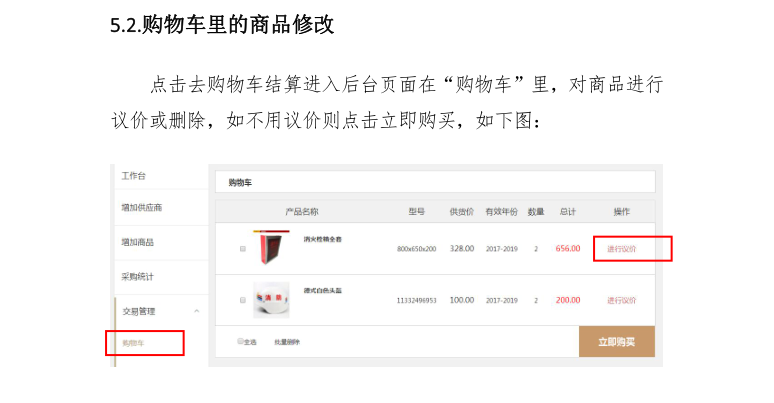 5.2.购物车里的商品修改
点击去购物车结算进入后台页面在“购物车”里，对商品进行
议价或删除，如不用议价则点击立即购买，如下图：
工作台
增加供应商
增加商品
采购统计
交易管理
购物车
购物车
产品名称 型号 供货价 有效年份 数量 总计 操作
消火栓箱全套
800x650x200 328.00 2017-2019 2 656.00 进行议价
德式白色头盔
11332496953 100.00 2017-2019 2 200.00 进行议价
全选 批量删除 立即购买